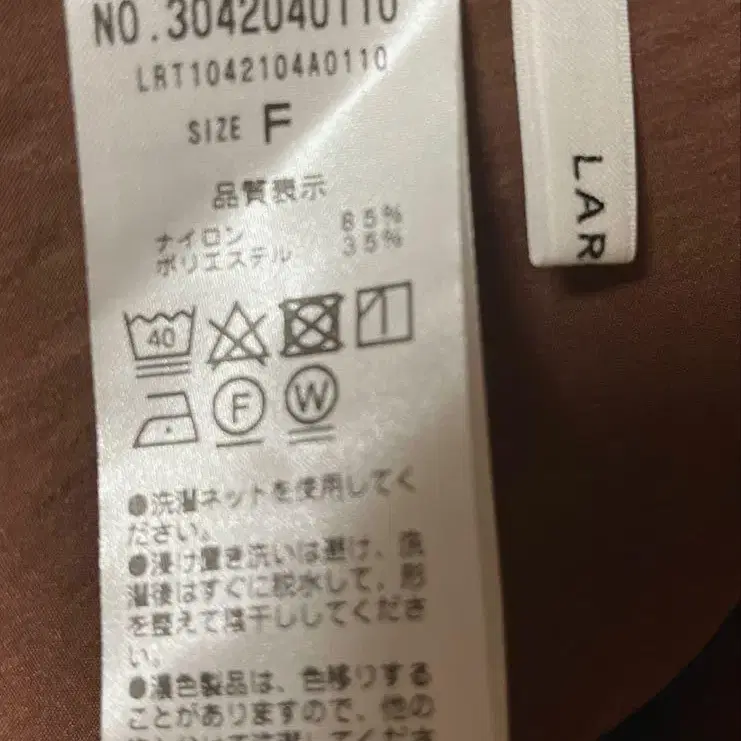 NO.3042040110
LRT1042104A0110
SIZE F
品質表示
ナイロン 65%
ポリエステル 35%
40
F
W
●洗濯ネットを使用してく
ださい。
●浸け置き洗いは避け、洗
濯後はすぐに脱水して、形
を整えて陰干ししてくださ
い。
●濃色製品は、色移りする
ことがありますので、他の
LAR